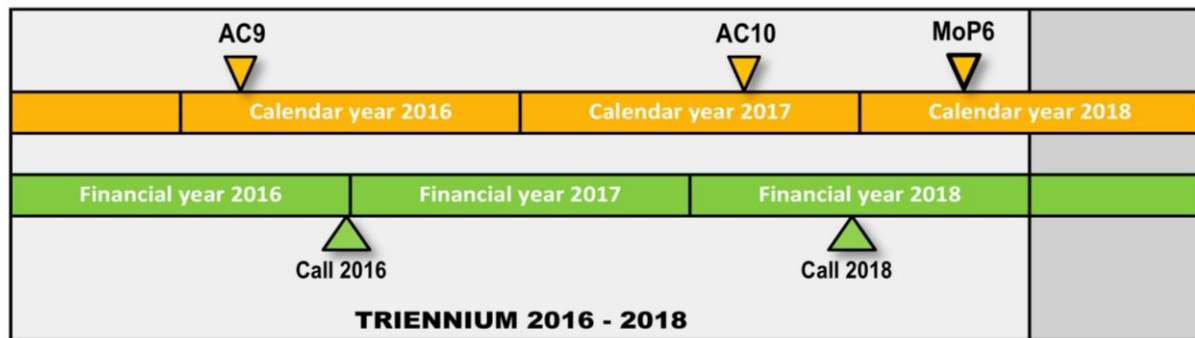 AC9 AC10 MoP6
Calendar year 2016 Calendar year 2017 Calendar year 2018
Financial year 2016 Financial year 2017 Financial year 2018
Call 2016 Call 2018
TRIENNIUM 2016 - 2018